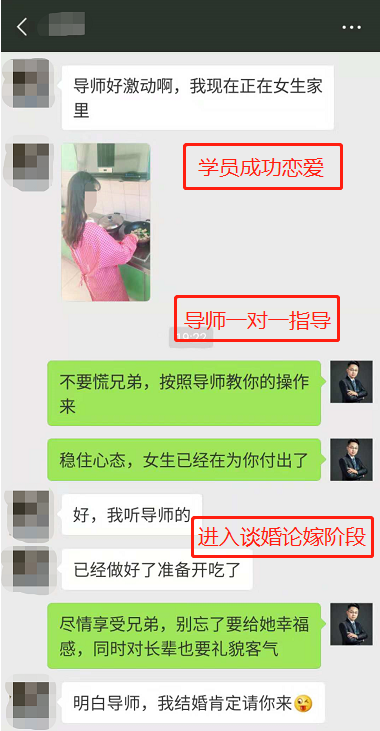 导师好激动啊，我现在正在女生家
里
学员成功恋爱
导师一对一指导
19:22
不要慌兄弟，按照导师教你的操作
来
稳住心态，女生已经在为你付出了
好，我听导师的
进入谈婚论嫁阶段
已经做好了准备开吃了
尽情享受兄弟，别忘了要给她幸福
感，同时对长辈也要礼貌客气
明白导师，我结婚肯定请你来😜